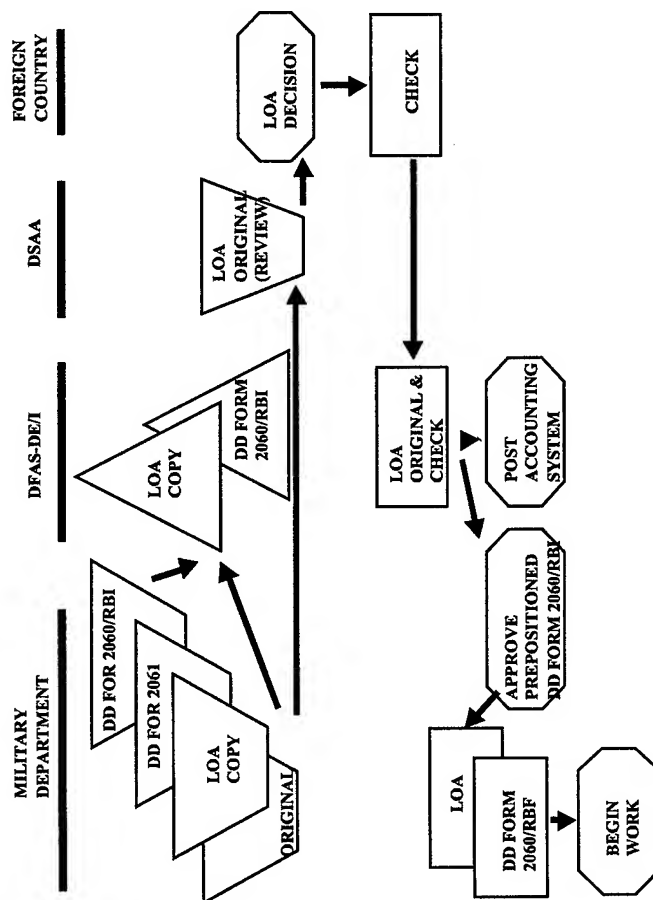 MILITARY
DEPARTMENT
DFAS-DE/I
DSAA
FOREIGN
COUNTRY
DD FOR 2060/RBI
DD FOR 2061
LOA
COPY
ORIGINAL
LOA
COPY
DD FORM
2060/RBI
LOA
ORIGINAL
(REVIEW)
LOA
DECISION
CHECK
LOA
ORIGINAL &
CHECK
POST
ACCOUNTING
SYSTEM
APPROVE
PREPOSITIONED
DD FORM 2060/RBI
LOA
DD FORM
2060/RBF
BEGIN
WORK